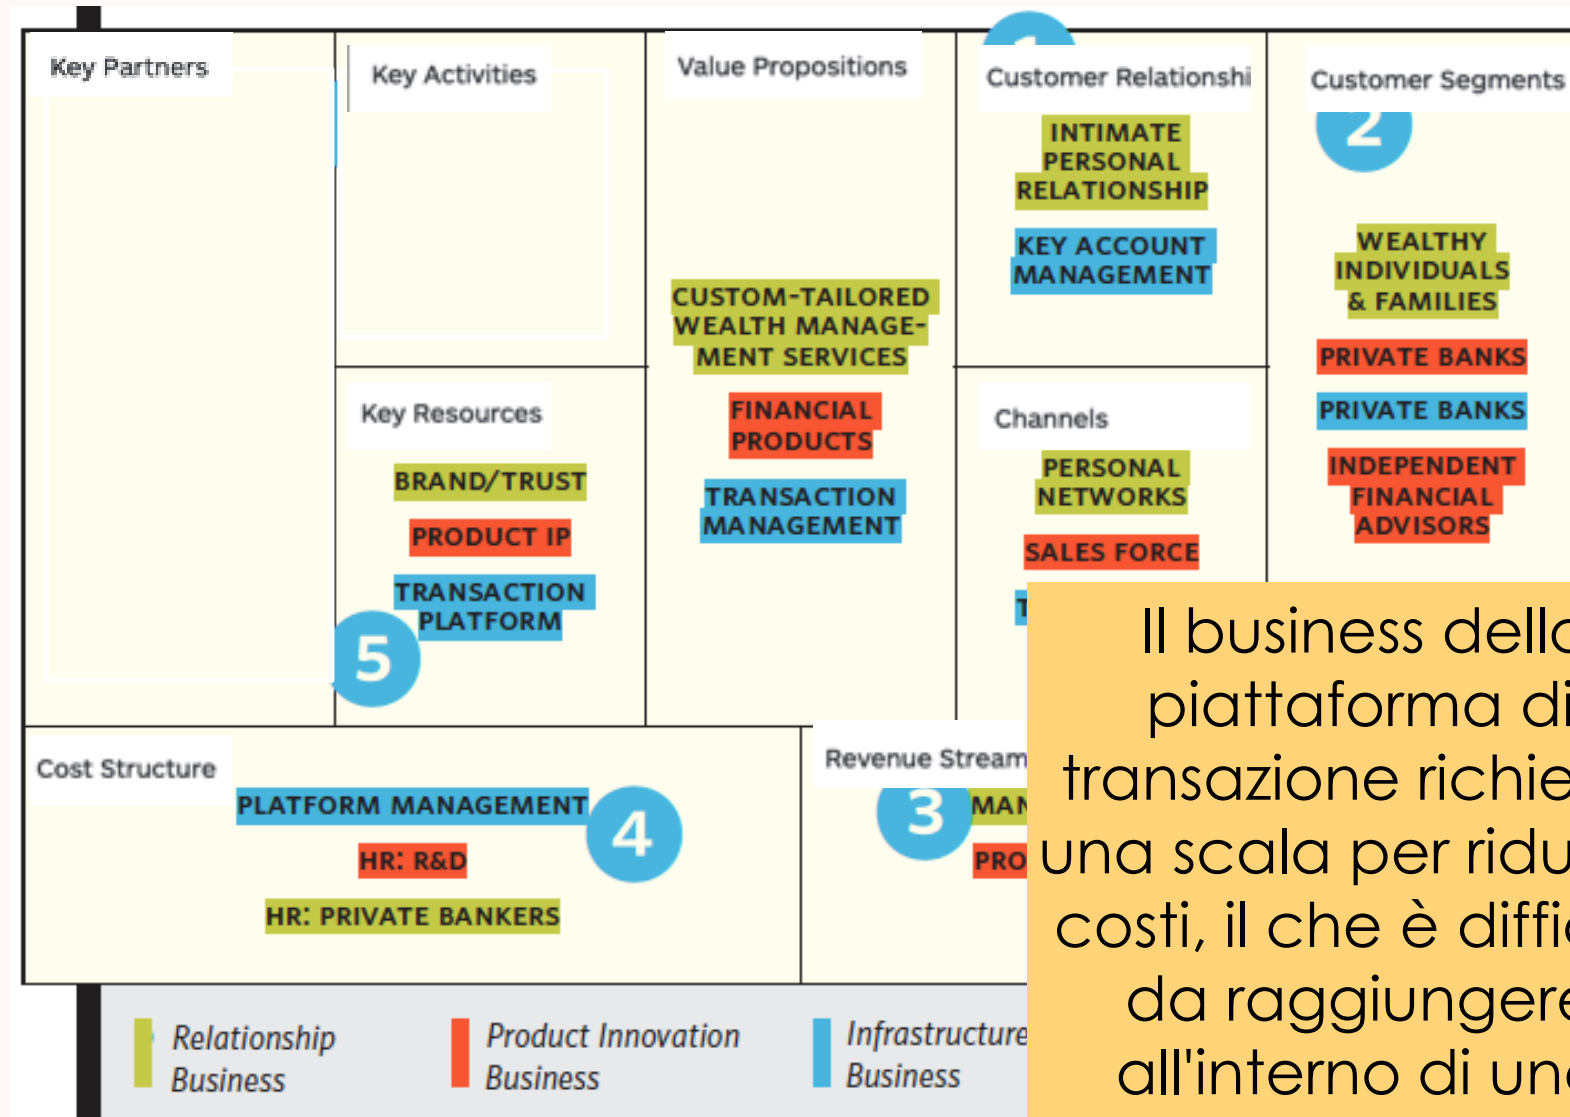 Key Partners
Key Activities
Value Propositions
Customer Relationshi
INTIMATE
PERSONAL
RELATIONSHIP
KEY ACCOUNT
MANAGEMENT
Customer Segments
2
WEALTHY
INDIVIDUALS
& FAMILIES
PRIVATE BANKS
PRIVATE BANKS
INDEPENDENT
FINANCIAL
ADVISORS
CUSTOM-TAILORED
WEALTH MANAGE-
MENT SERVICES
FINANCIAL
PRODUCTS
TRANSACTION
MANAGEMENT
Key Resources
BRAND/TRUST
PRODUCT IP
TRANSACTION
PLATFORM
5
Channels
PERSONAL
NETWORKS
SALES FORCE
T
Cost Structure
PLATFORM MANAGEMENT
4
HR: R&D
HR: PRIVATE BANKERS
Revenue Stream
3
MAN
PRO
Il business dell
piattaforma di
transazione richie
una scala per ridu
costi, il che è diffi
da raggiungere
all'interno di un
Relationship
Business
Product Innovation
Business
Infrastructure
Business